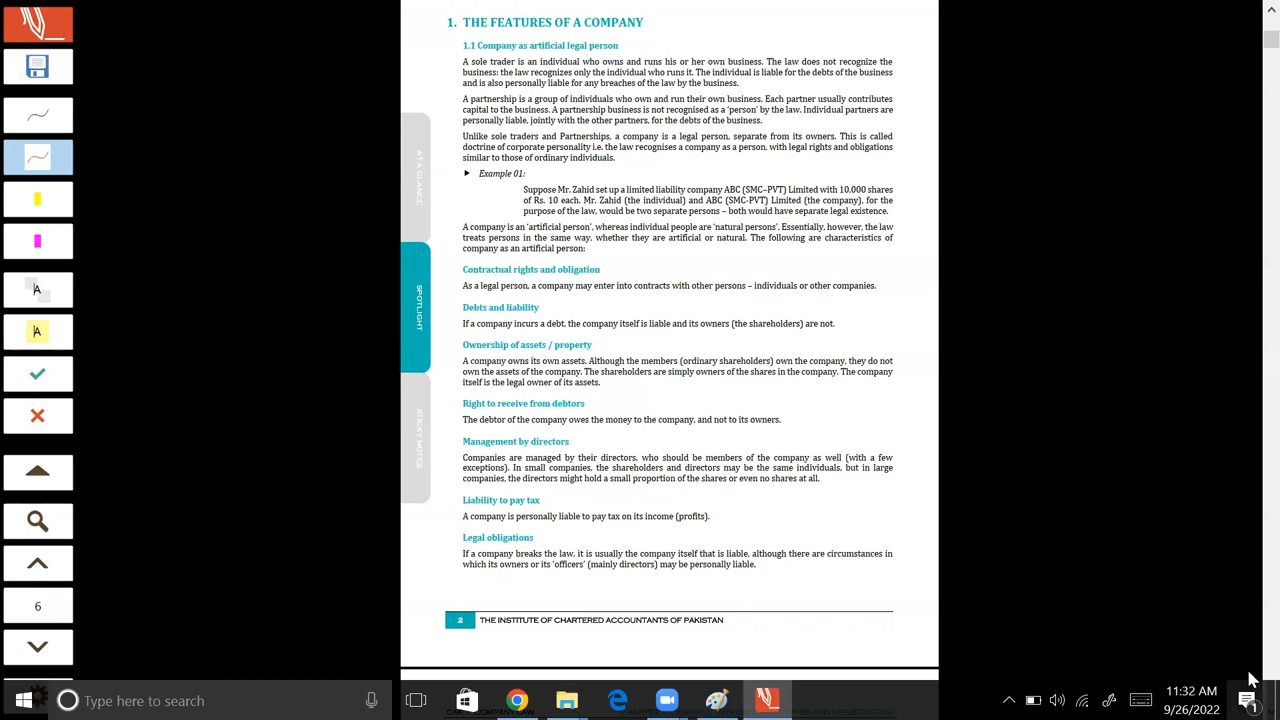 1. THE FEATURES OF A COMPANY
1.1 Company as artificial legal person
A sole trader is an individual who owns and runs his or her own business. The law does not recognize the
business: the law recognizes only the individual who runs it. The individual is liable for the debts of the business
and is also personally liable for any breaches of the law by the business.
A partnership is a group of individuals who own and run their own business. Each partner usually contributes
capital to the business. A partnership business is not recognised as a 'person' by the law. Individual partners are
personally liable, jointly with the other partners, for the debts of the business.
Unlike sole traders and Partnerships, a company is a legal person, separate from its owners. This is called
doctrine of corporate personality i.e. the law recognises a company as a person, with legal rights and obligations
similar to those of ordinary individuals.
Example 01:
Suppose Mr. Zahid set up a limited liability company ABC (SMC–PVT) Limited with 10,000 shares
of Rs. 10 each. Mr. Zahid (the individual) and ABC (SMC-PVT) Limited (the company), for the
purpose of the law, would be two separate persons – both would have separate legal existence.
A company is an 'artificial person', whereas individual people are 'natural persons'. Essentially, however, the law
treats persons in the same way, whether they are artificial or natural. The following are characteristics of
company as an artificial person:
Contractual rights and obligation
As a legal person, a company may enter into contracts with other persons – individuals or other companies.
Debts and liability
If a company incurs a debt, the company itself is liable and its owners (the shareholders) are not.
Ownership of assets / property
A company owns its own assets. Although the members (ordinary shareholders) own the company, they do not
own the assets of the company. The shareholders are simply owners of the shares in the company. The company
itself is the legal owner of its assets.
Right to receive from debtors
The debtor of the company owes the money to the company, and not to its owners.
Management by directors
Companies are managed by their directors, who should be members of the company as well (with a few
exceptions). In small companies, the shareholders and directors may be the same individuals, but in large
companies, the directors might hold a small proportion of the shares or even no shares at all.
Liability to pay tax
A company is personally liable to pay tax on its income (profits).
Legal obligations
If a company breaks the law, it is usually the company itself that is liable, although there are circumstances in
which its owners or its 'officers' (mainly directors) may be personally liable.
2 THE INSTITUTE OF CHARTERED ACCOUNTANTS OF PAKISTAN
AT A GLANCE
SPOTLIGHT
STICKY NOTES
A
A
6
Type here to search
COMPANY LAW
11:32 AM
9/26/2022
1